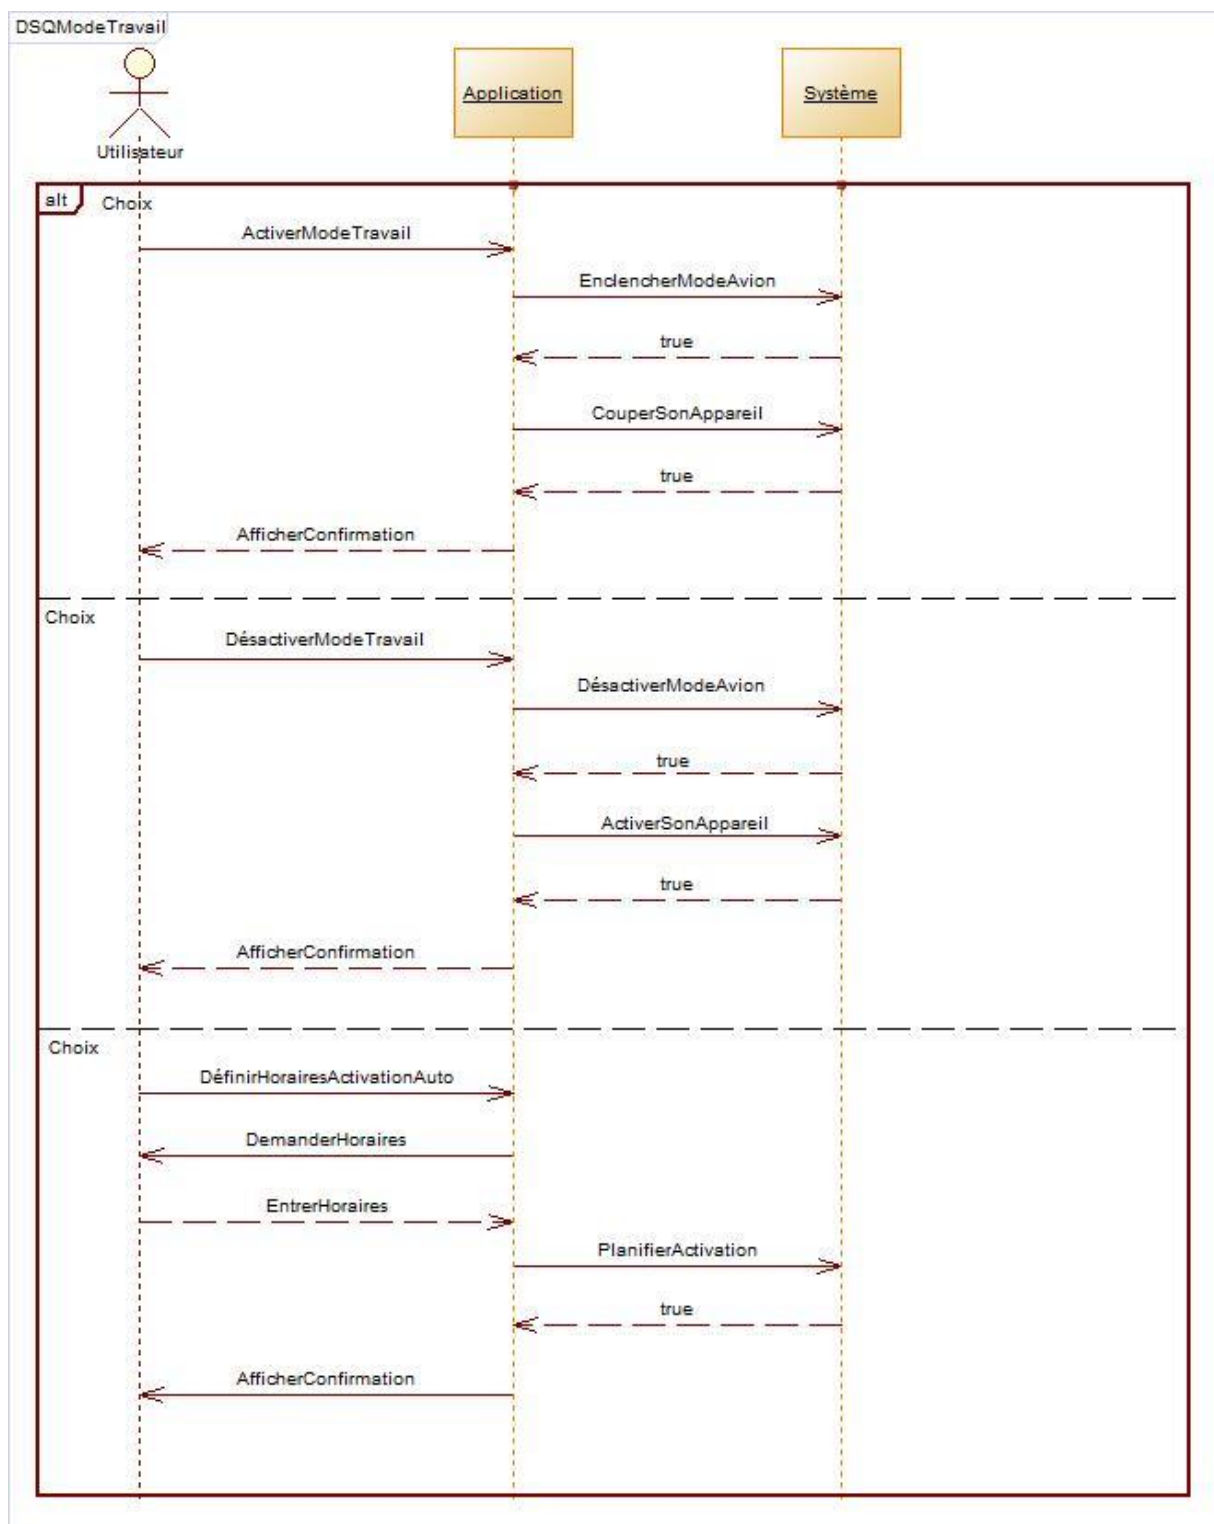 DSQModeTravail
Utilisateur
Application
Système
alt
Choix
ActiverModeTravail
EnclencherModeAvion
true
CouperSonAppareil
true
AfficherConfirmation
Choix
DésactiverModeTravail
DésactiverModeAvion
true
ActiverSonAppareil
true
AfficherConfirmation
Choix
DéfinirHorairesActivationAuto
DemanderHoraires
EntrerHoraires
PlanifierActivation
true
AfficherConfirmation